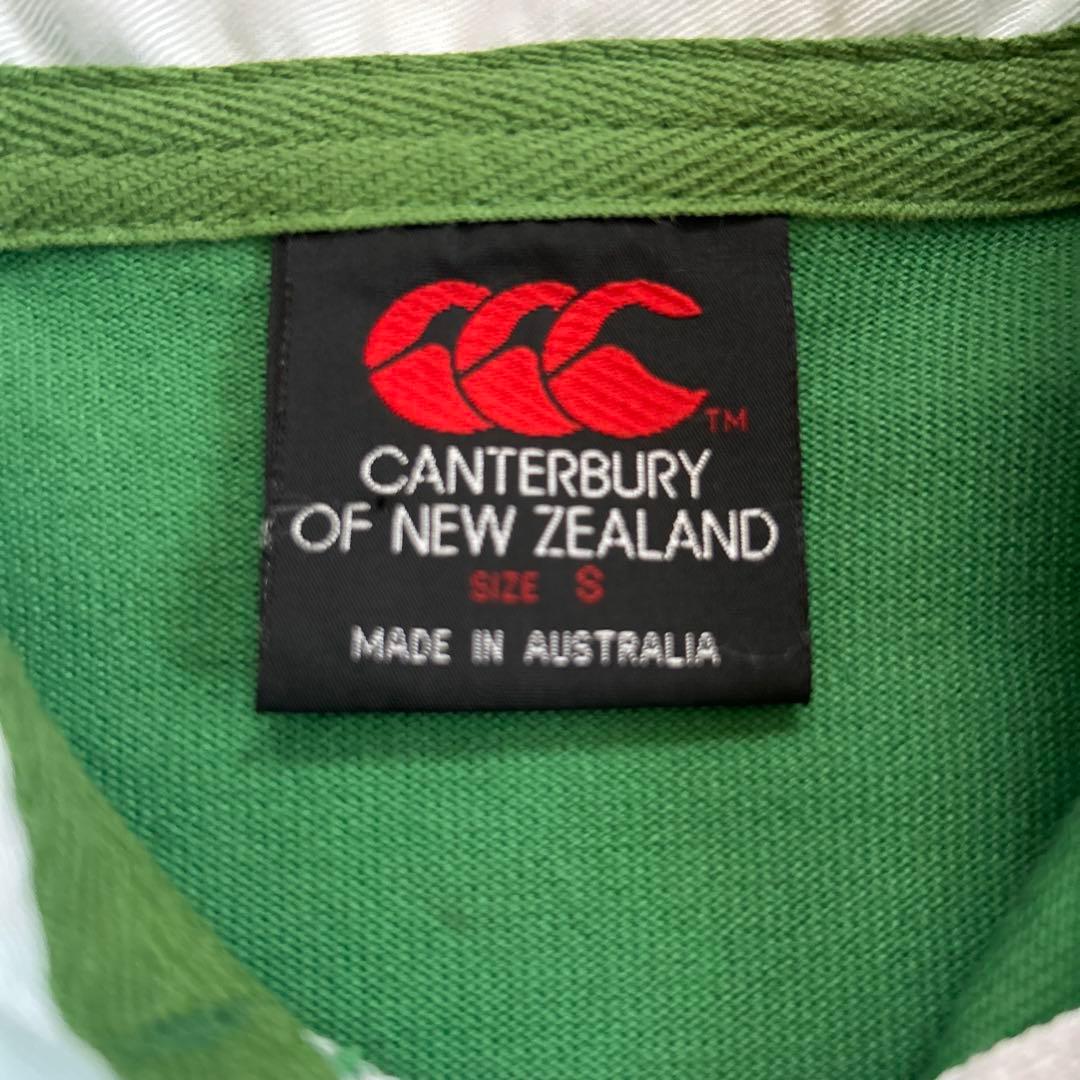 TM
CANTERBURY
OF NEW ZEALAND
SIZE S
MADE IN AUSTRALIA